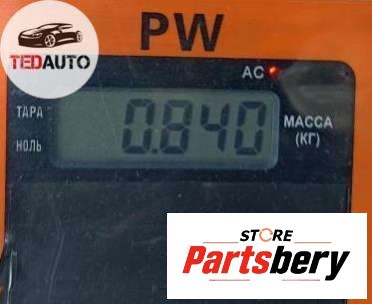 PW
TEDAUTO
AC
ТАРА
0.840
МАССА
(КГ)
НОЛЬ
STORE
Partsbery